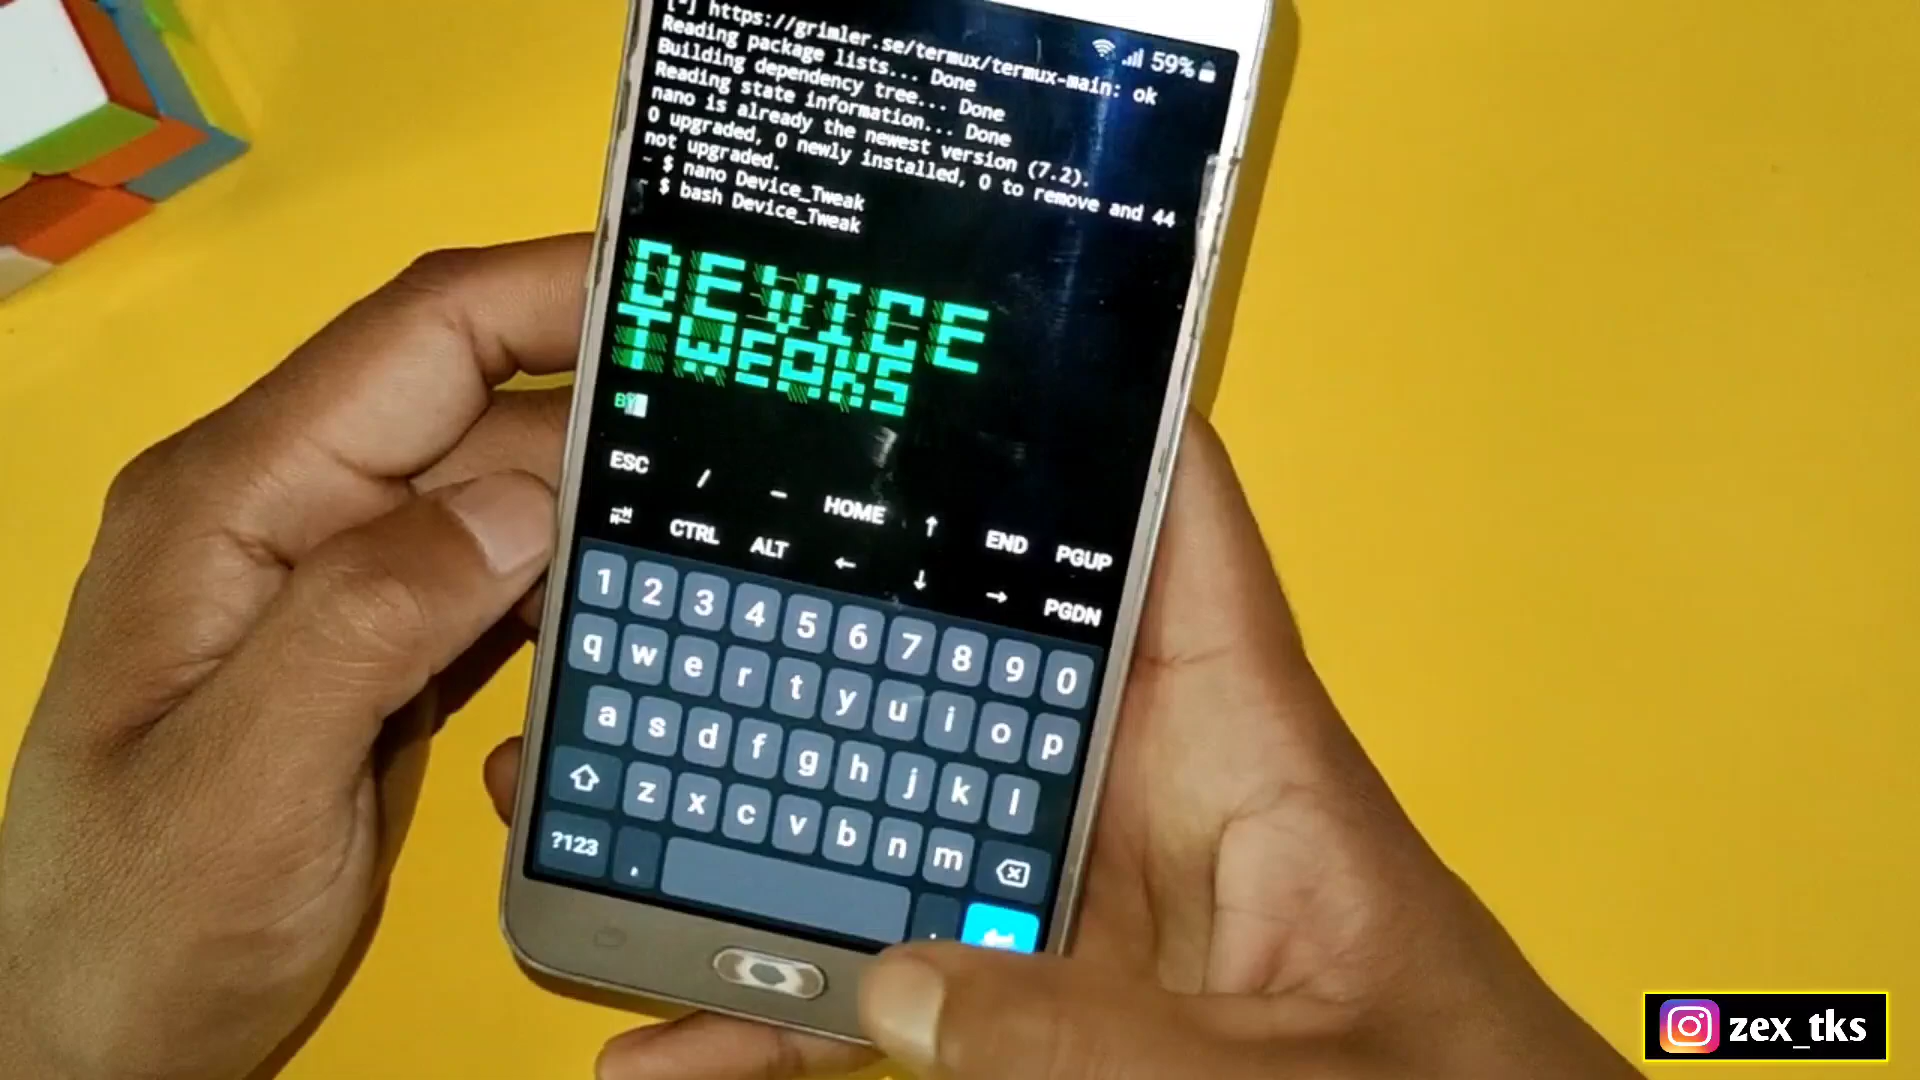 [*] https://grimler.se/termux/termux-main: ok
Reading package lists... Done
Building dependency tree... Done
Reading state information... Done
nano is already the newest version (7.2).
0 upgraded, 0 newly installed, 0 to remove and 44
not upgraded.
~ $ nano Device_Tweak
~ $ bash Device_Tweak
59%
DEVICE
TWEAKS
BY
ESC / - HOME ↑ END PGUP
CTRL ALT ← ↓ → PGDN
1 2 3 4 5 6 7 8 9 0
q w e r t y u i o p
a s d f g h j k l
z x c v b n m
?123 , .
zex_tks